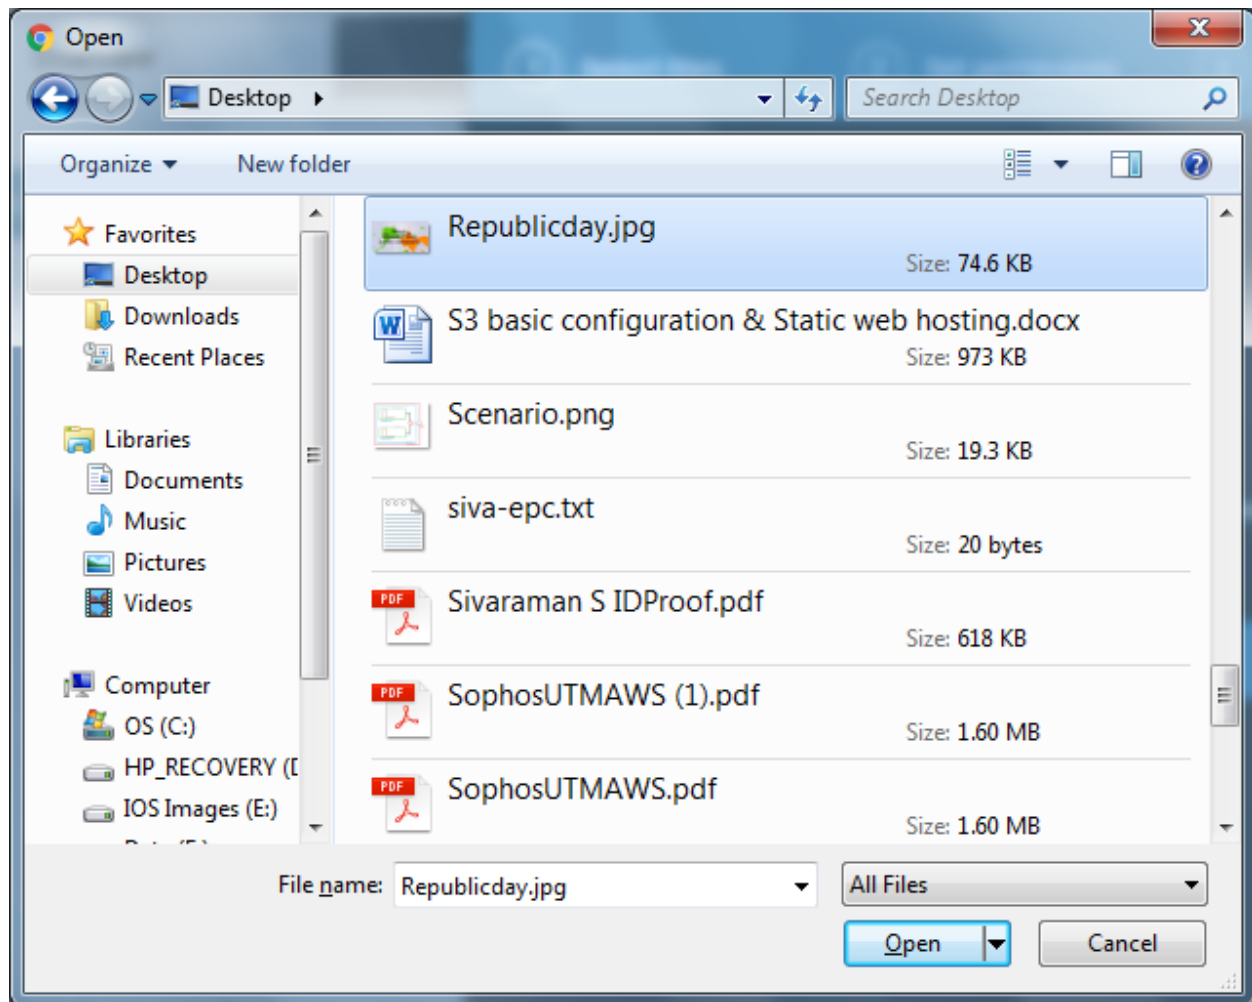 Open
Desktop
Search Desktop
Organize
New folder
Favorites
Desktop
Downloads
Recent Places
Libraries
Documents
Music
Pictures
Videos
Computer
OS (C:)
HP_RECOVERY (
IOS Images (E:)
Republicday.jpg
Size: 74.6 KB
S3 basic configuration & Static web hosting.docx
Size: 973 KB
Scenario.png
Size: 19.3 KB
siva-epc.txt
Size: 20 bytes
PDF
Sivaraman S IDProof.pdf
Size: 618 KB
PDF
SophosUTMAWS (1).pdf
Size: 1.60 MB
PDF
SophosUTMAWS.pdf
Size: 1.60 MB
File name: Republicday.jpg
All Files
Open
Cancel